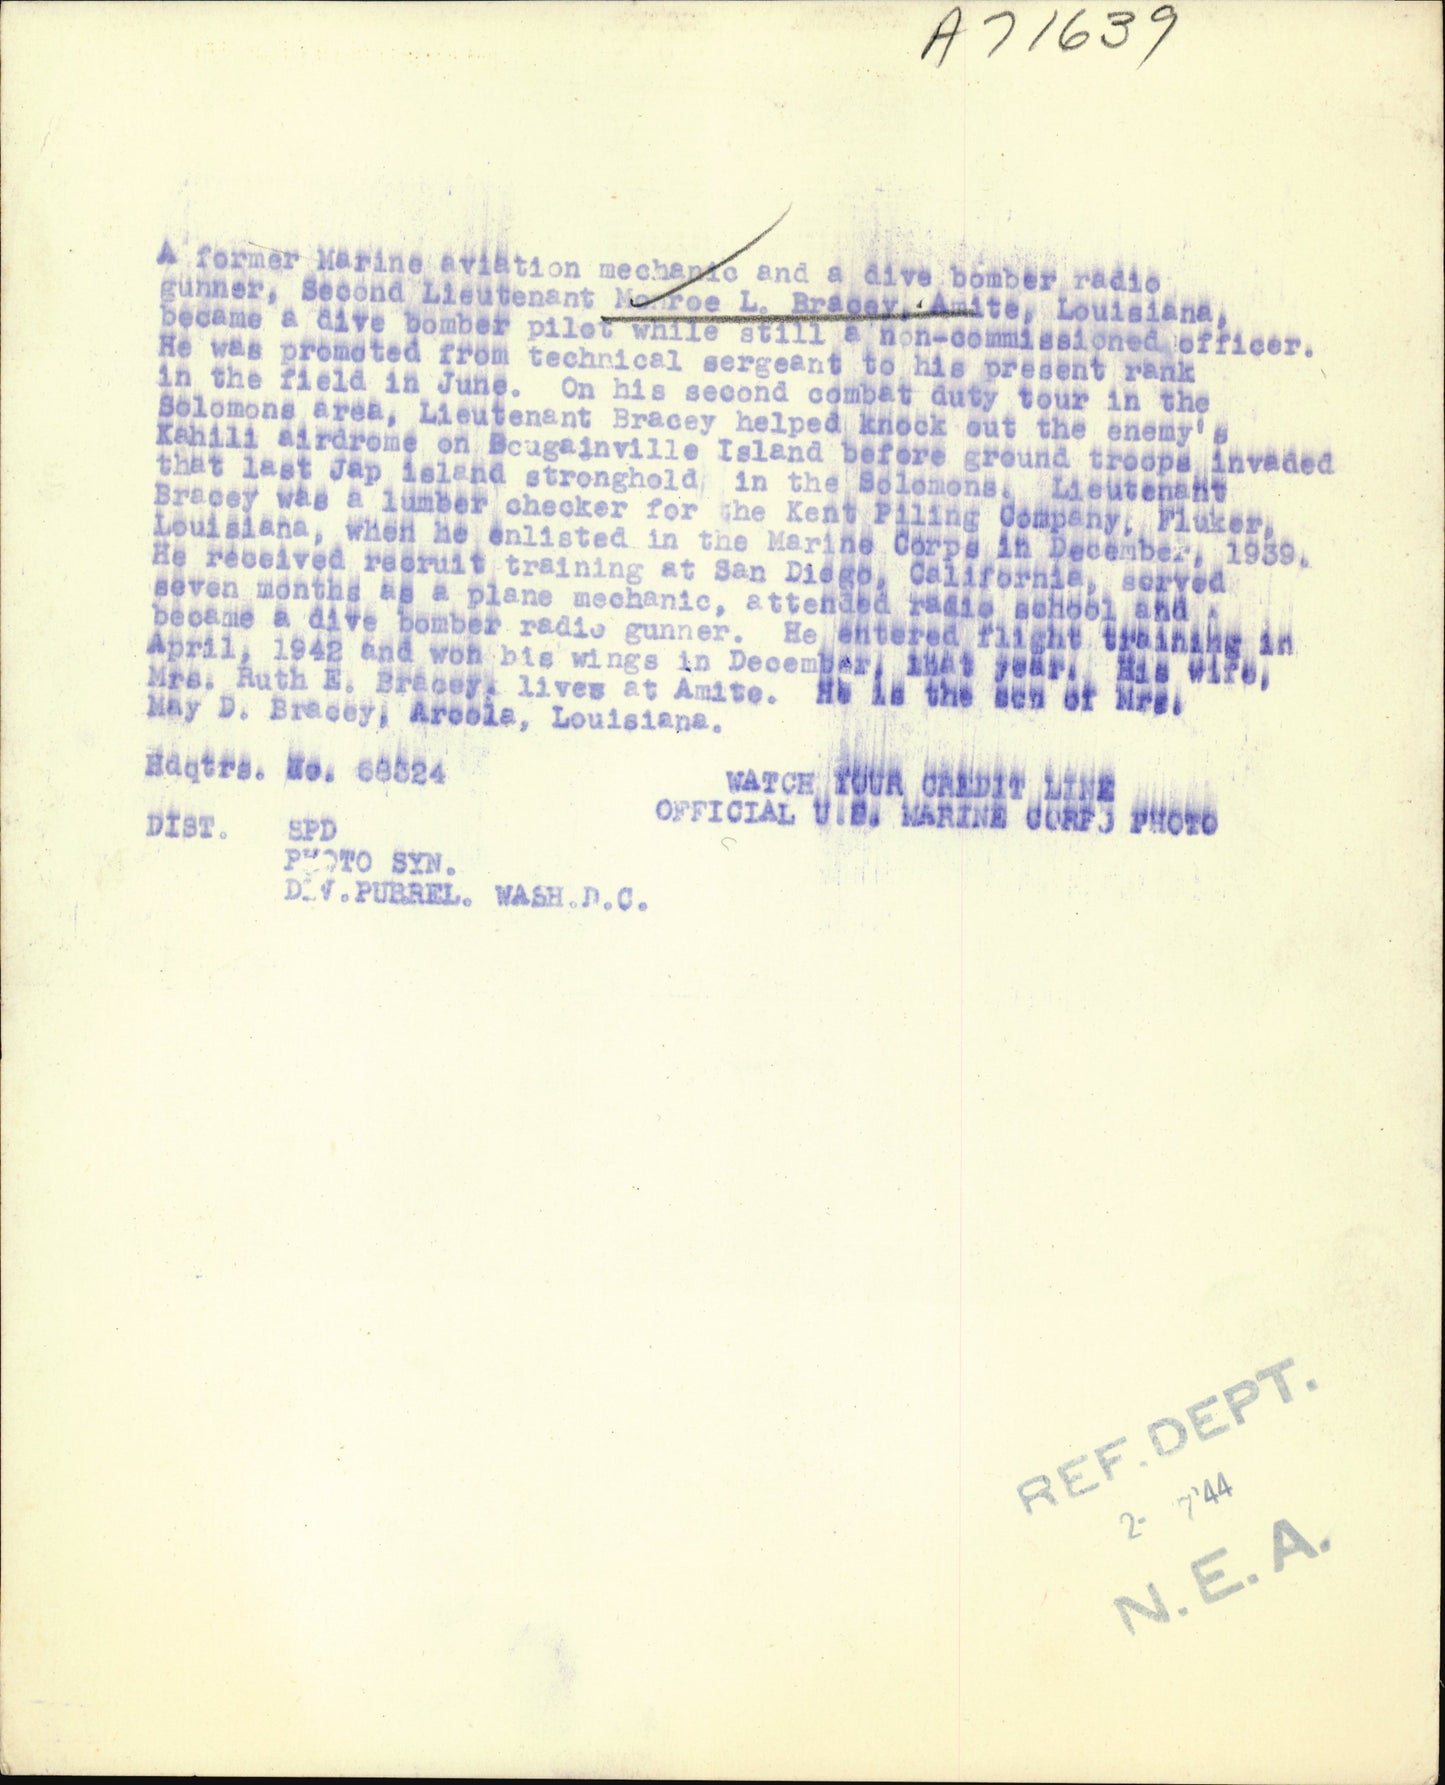 A71639
A former Marine aviation mechanic and a dive bomber radio
gunner, Second Lieutenant Monroe L. Bracey, Amite, Louisiana,
became a dive bomber pilot while still a non-commissioned officer.
He was promoted from technical sergeant to his present rank
in the field in June. On his second combat duty tour in the
Solomons area, Lieutenant Bracey helped knock out the enemy's
Kahili airdrome on Bougainville Island before ground troops invaded
that last Jap island stronghold in the Solomons. Lieutenant
Bracey was a lumber checker for the Kent Piling Company, Fluker,
Louisiana, when he enlisted in the Marine Corps in December, 1939.
He received recruit training at San Diego, California, served
seven months as a plane mechanic, attended radio school and
became a dive bomber radio gunner. He entered flight training in
April, 1942 and won his wings in December, that year. His wife,
Mrs. Ruth E. Bracey, lives at Amite. He is the son of Mrs.
May D. Bracey, Arcola, Louisiana.
Hdqtrs. No.
WATCH YOUR CREDIT LINE
OFFICIAL U.S. MARINE CORPS PHOTO
DIST. SPD
PHOTO SYN.
DIV.PUBREL. WASH.D.C.
REF. DEPT.
2- 7 '44
N.E.A.